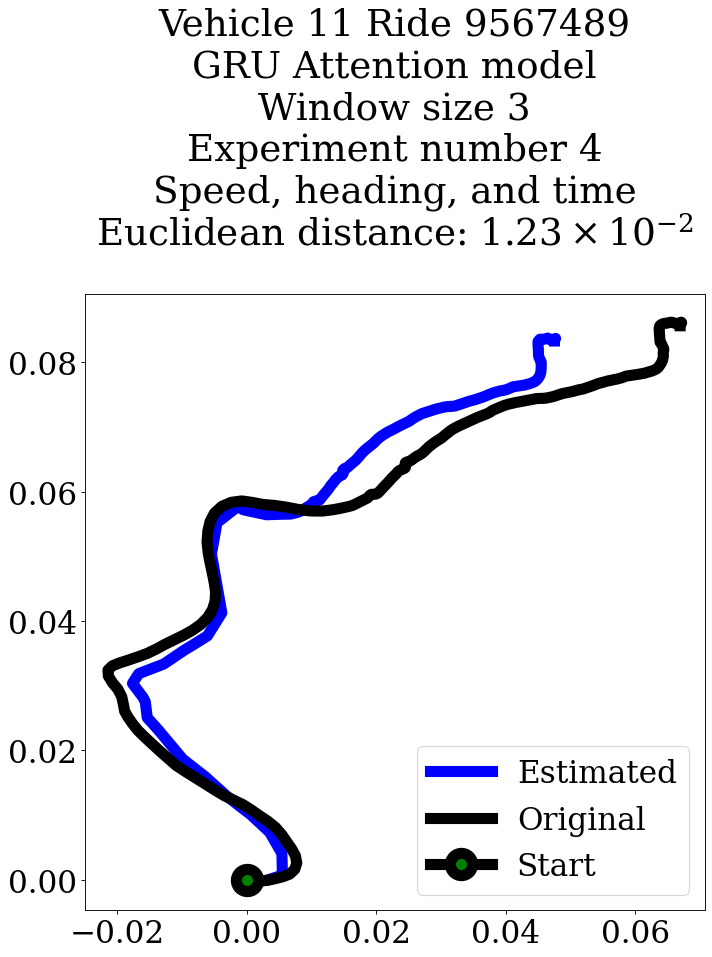 Vehicle 11 Ride 9567489
GRU Attention model
Window size 3
Experiment number 4
Speed, heading, and time
Euclidean distance: 1.23 × 10⁻²
0.08
0.06
0.04
0.02
0.00
Estimated
Original
Start
−0.02 0.00 0.02 0.04 0.06